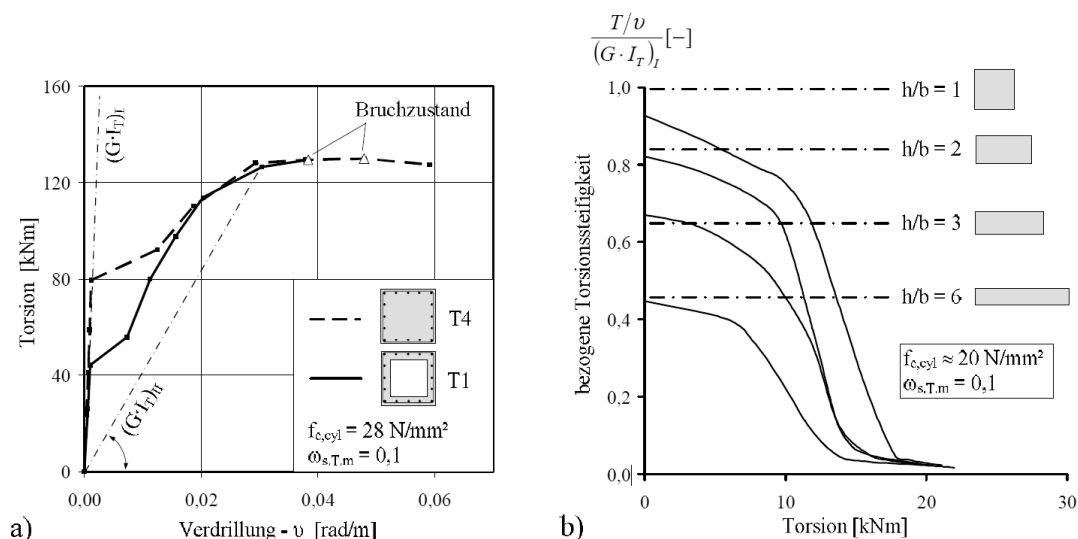 160
120
80
40
0
0,00
0,02
0,04
0,06
Torsion [kNm]
Verdrillung - υ [rad/m]
(G·I_T)_I
(G·I_T)_II
Bruchzustand
T4
T1
f_c,cyl = 28 N/mm²
ω_s,T,m = 0,1
a)
T/υ
(G·I_T)_I [-]
1,0
0,8
0,6
0,4
0,2
0,0
0
10
20
30
bezogene Torsionssteifigkeit
Torsion [kNm]
h/b = 1
h/b = 2
h/b = 3
h/b = 6
f_c,cyl ≈ 20 N/mm²
ω_s,T,m = 0,1
b)